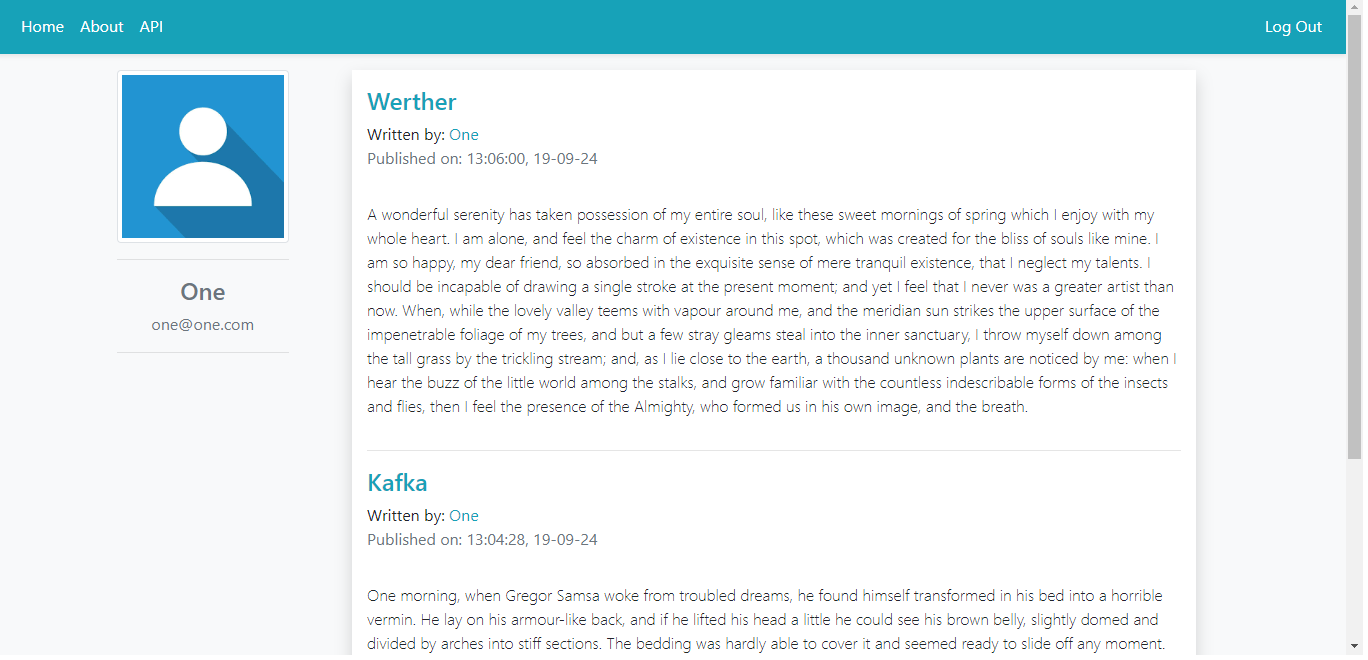 Home About API Log Out
One
one@one.com
Werther
Written by: One
Published on: 13:06:00, 19-09-24
A wonderful serenity has taken possession of my entire soul, like these sweet mornings of spring which I enjoy with my
whole heart. I am alone, and feel the charm of existence in this spot, which was created for the bliss of souls like mine. I
am so happy, my dear friend, so absorbed in the exquisite sense of mere tranquil existence, that I neglect my talents. I
should be incapable of drawing a single stroke at the present moment; and yet I feel that I never was a greater artist than
now. When, while the lovely valley teems with vapour around me, and the meridian sun strikes the upper surface of the
impenetrable foliage of my trees, and but a few stray gleams steal into the inner sanctuary, I throw myself down among
the tall grass by the trickling stream; and, as I lie close to the earth, a thousand unknown plants are noticed by me: when I
hear the buzz of the little world among the stalks, and grow familiar with the countless indescribable forms of the insects
and flies, then I feel the presence of the Almighty, who formed us in his own image, and the breath.
Kafka
Written by: One
Published on: 13:04:28, 19-09-24
One morning, when Gregor Samsa woke from troubled dreams, he found himself transformed in his bed into a horrible
vermin. He lay on his armour-like back, and if he lifted his head a little he could see his brown belly, slightly domed and
divided by arches into stiff sections. The bedding was hardly able to cover it and seemed ready to slide off any moment.